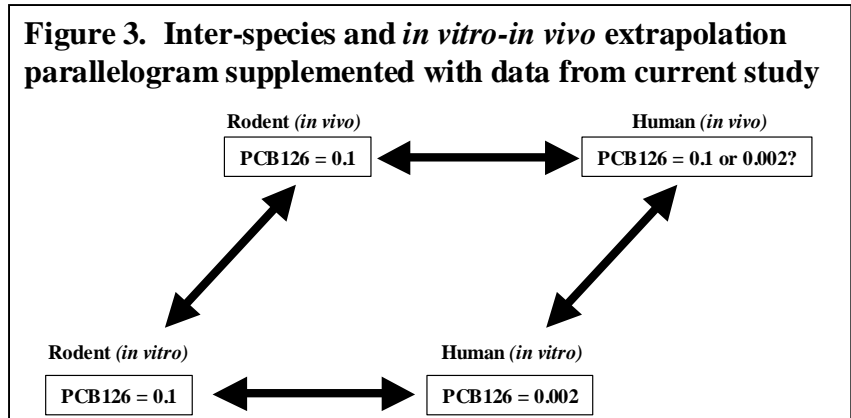 Figure 3. Inter-species and in vitro-in vivo extrapolation
parallelogram supplemented with data from current study
Rodent (in vivo)
Human (in vivo)
PCB126 = 0.1
PCB126 = 0.1 or 0.002?
Rodent (in vitro)
Human (in vitro)
PCB126 = 0.1
PCB126 = 0.002